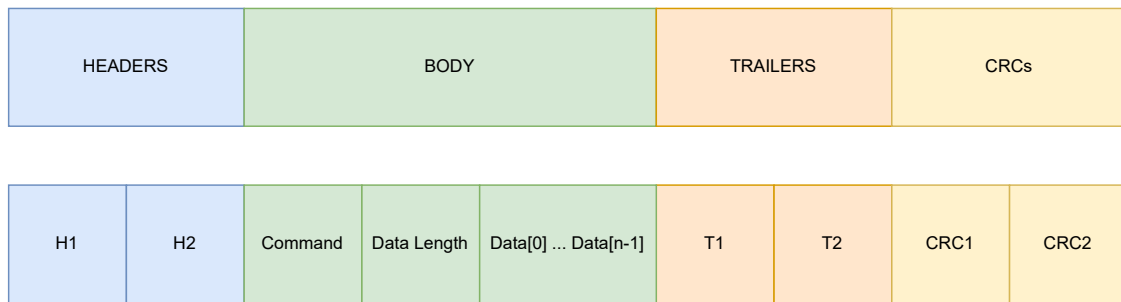 HEADERS
BODY
TRAILERS
CRCs
H1
H2
Command
Data Length
Data[0] ... Data[n-1]
T1
T2
CRC1
CRC2